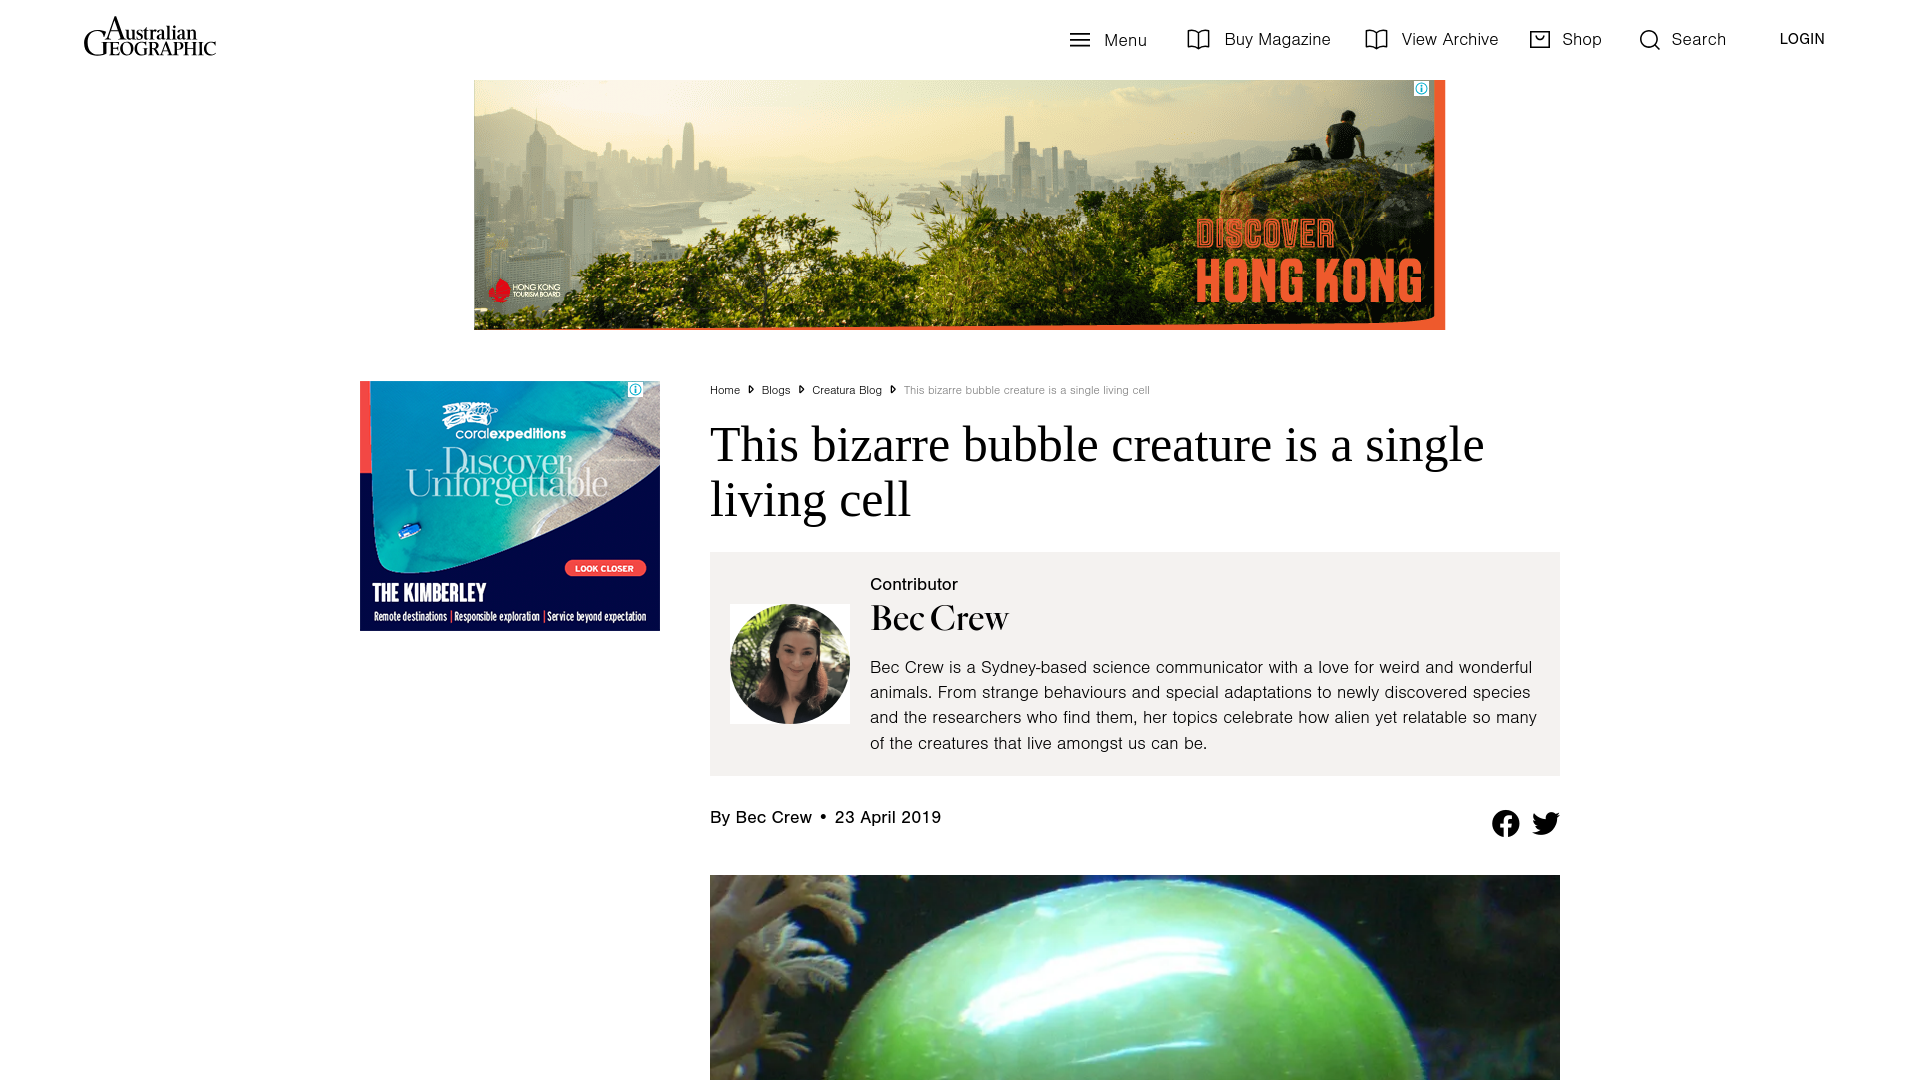 Australian
GEOGRAPHIC
Menu
Buy Magazine
View Archive
Shop
Search
LOGIN
DISCOVER
HONG KONG
HONG KONG
TOURISM BOARD
coralexpeditions
Discover
Unforgettable
LOOK CLOSER
THE KIMBERLEY
Remote destinations | Responsible exploration | Service beyond expectation
Home Blogs Creatura Blog This bizarre bubble creature is a single living cell
This bizarre bubble creature is a single
living cell
Contributor
Bec Crew
Bec Crew is a Sydney-based science communicator with a love for weird and wonderful
animals. From strange behaviours and special adaptations to newly discovered species
and the researchers who find them, her topics celebrate how alien yet relatable so many
of the creatures that live amongst us can be.
By Bec Crew • 23 April 2019